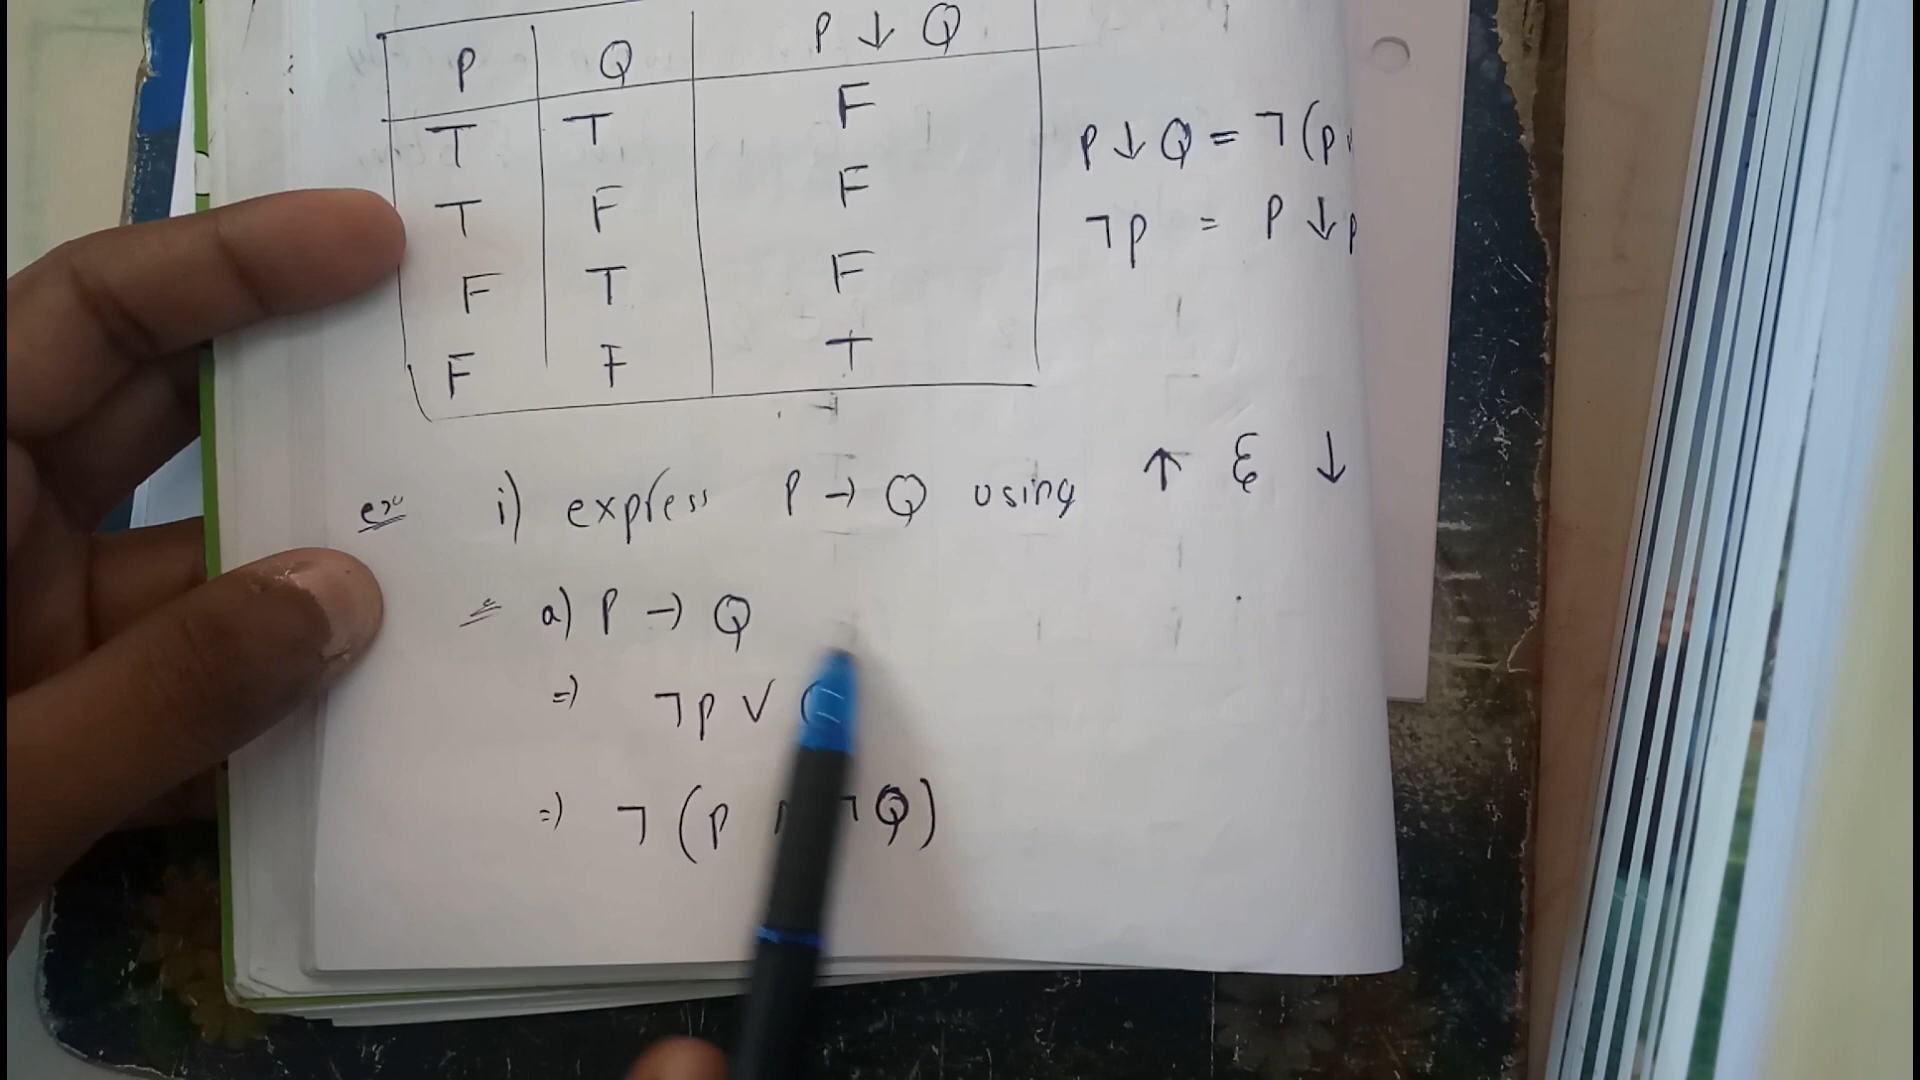 P Q P ↓ Q
T T F
T F F
F T F
F F T
P ↓ Q = ¬(P
¬P = P ↓ P
ex i) express P → Q using ↑ & ↓
a) P → Q
=) ¬P ∨
=) ¬(P ¬Q)